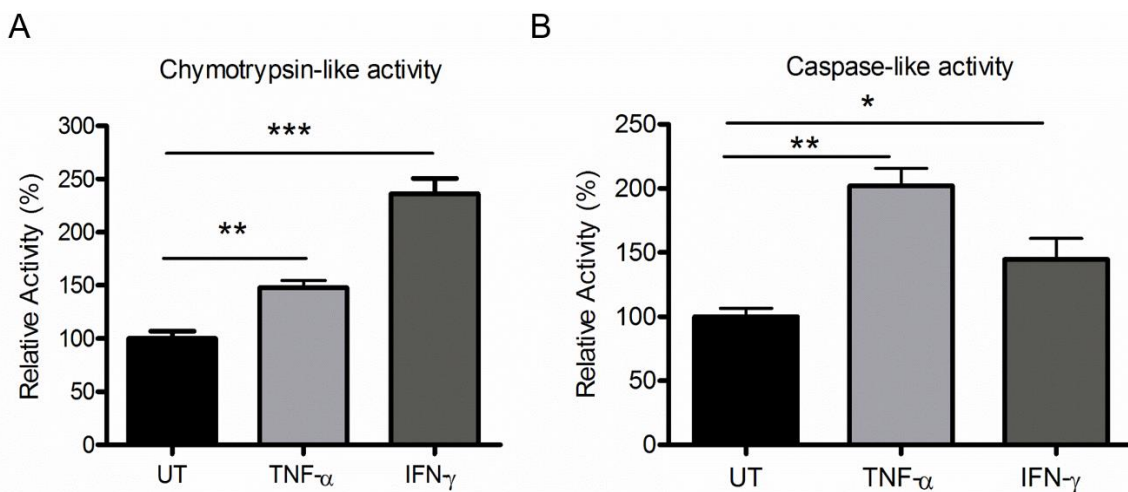 A
Chymotrypsin-like activity
Relative Activity (%)
300
250
200
150
100
50
0
***
**
UT TNF-α IFN-γ
B
Caspase-like activity
Relative Activity (%)
250
200
150
100
50
0
*
**
UT TNF-α IFN-γ